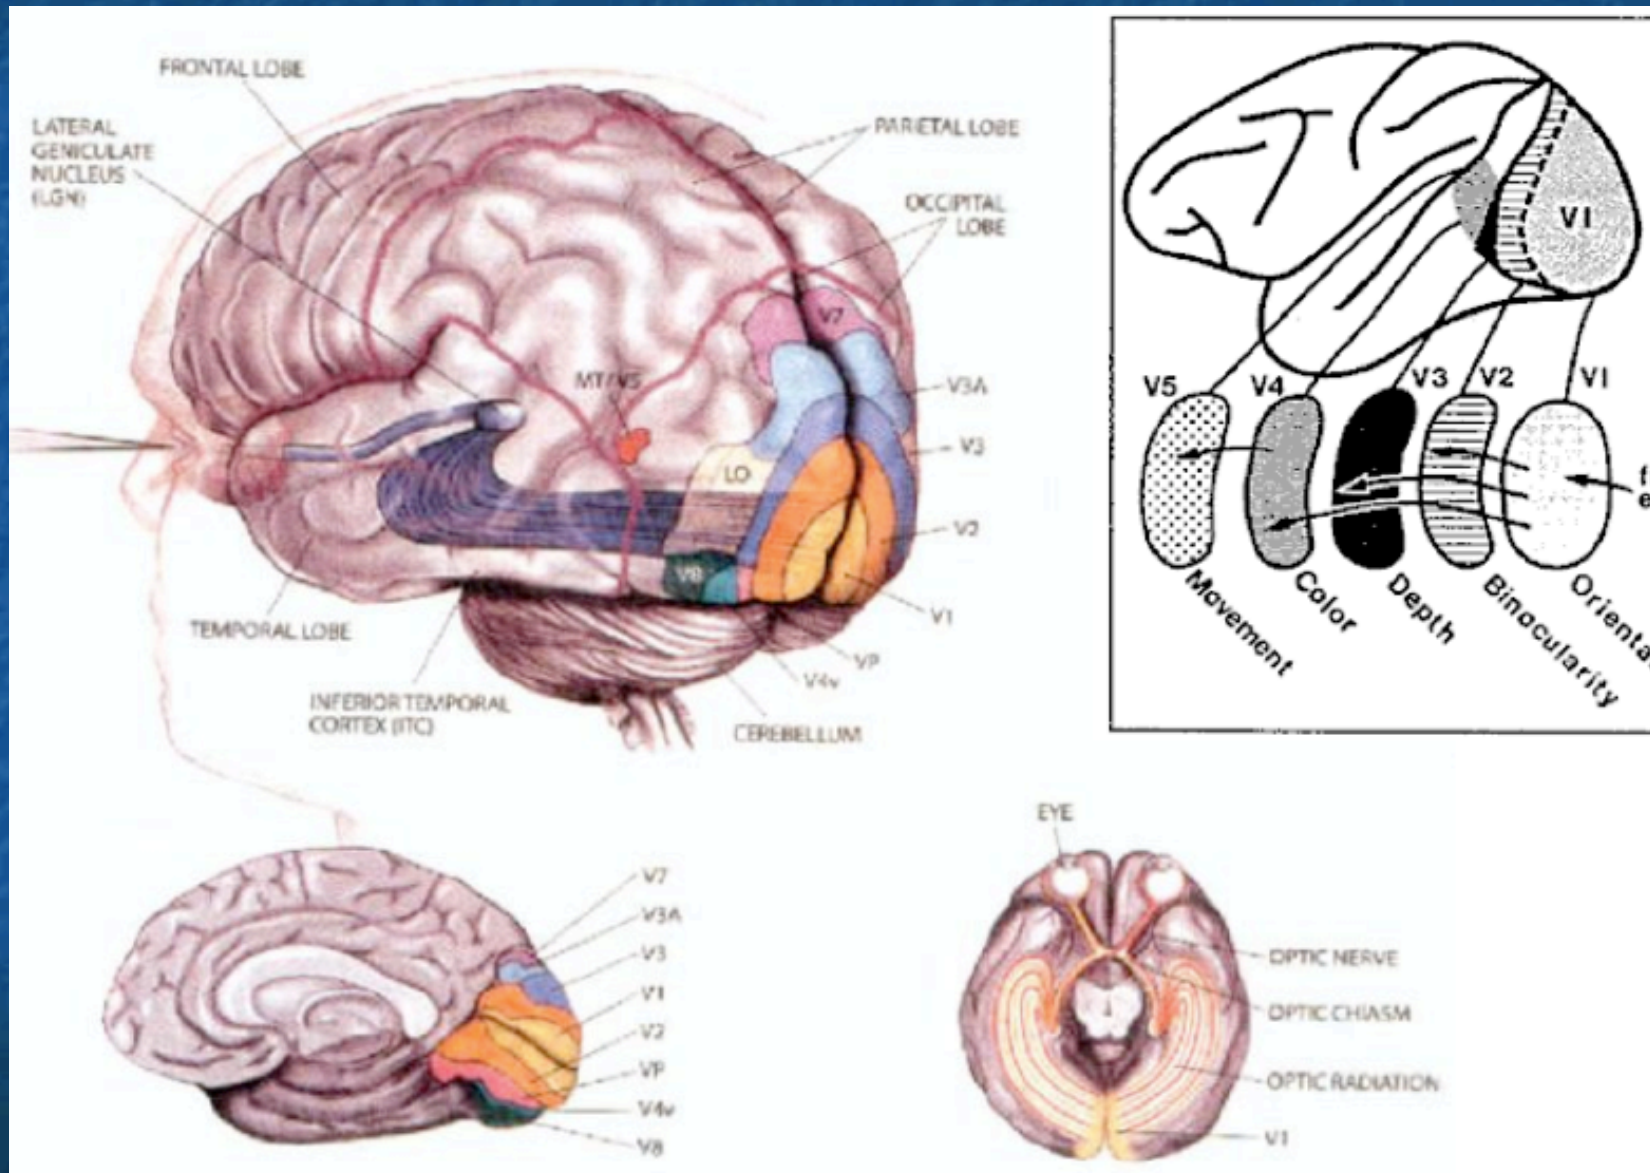 FRONTAL LOBE
LATERAL
GENICULATE
NUCLEUS
(LGN)
PARIETAL LOBE
OCCIPITAL
LOBE
V7
MT/V5
V3A
V3
LO
V2
V8
V1
VP
V4v
TEMPORAL LOBE
INFERIOR TEMPORAL
CORTEX (ITC)
CEREBELLUM
V1
V5 V4 V3 V2 V1
f
e
Movement
Color
Depth
Binocularity
Orienta
V7
V3A
V3
V1
V2
VP
V4v
V8
EYE
OPTIC NERVE
OPTIC CHIASM
OPTIC RADIATION
V1